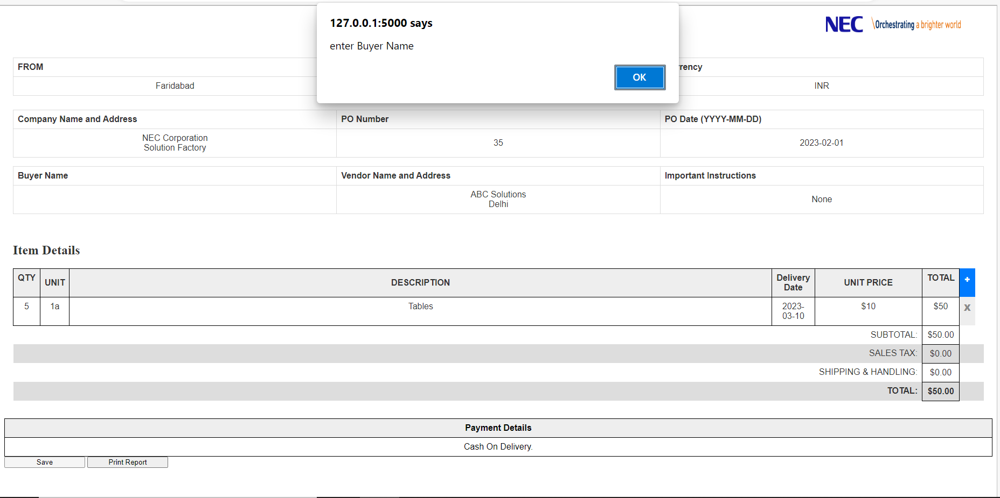 127.0.0.1:5000 says
enter Buyer Name
OK
NEC \Orchestrating a brighter world
FROM
rrency
Faridabad
INR
Company Name and Address
PO Number
PO Date (YYYY-MM-DD)
NEC Corporation
Solution Factory
35
2023-02-01
Buyer Name
Vendor Name and Address
Important Instructions
ABC Solutions
Delhi
None
Item Details
QTY
UNIT
DESCRIPTION
Delivery
Date
UNIT PRICE
TOTAL
+
5
1a
Tables
2023-
03-10
$10
$50
X
SUBTOTAL: $50.00
SALES TAX: $0.00
SHIPPING & HANDLING: $0.00
TOTAL: $50.00
Payment Details
Cash On Delivery.
Save
Print Report